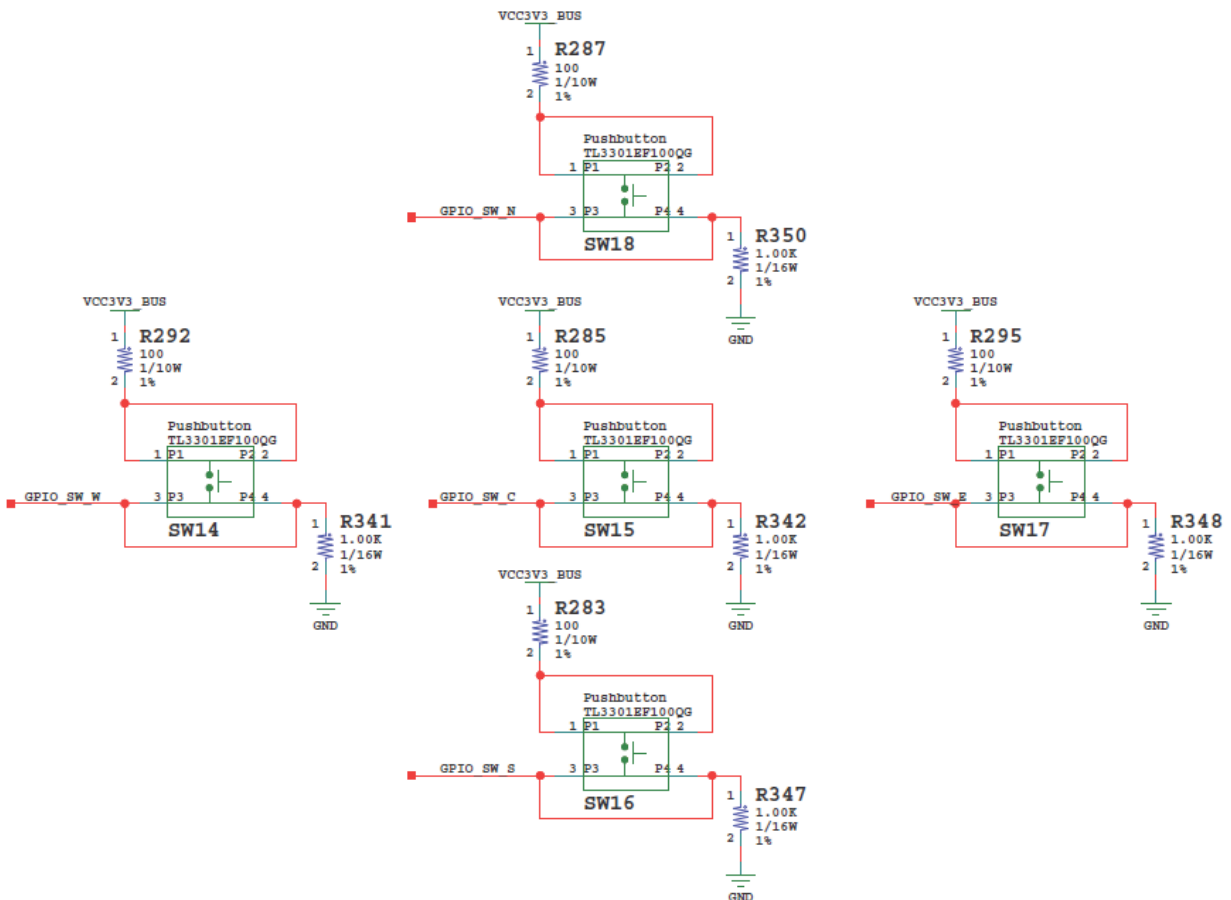 VCC3V3_BUS
1 R287
100
1/10W
2 1%
Pushbutton
TL3301EF100QG
1 P1 P2 2
GPIO_SW_N 3 P3 P4 4
SW18
1 R350
1.00K
1/16W
2 1%
GND
VCC3V3_BUS
1 R292
100
1/10W
2 1%
Pushbutton
TL3301EF100QG
1 P1 P2 2
GPIO_SW_W 3 P3 P4 4
SW14
1 R341
1.00K
1/16W
2 1%
GND
VCC3V3_BUS
1 R285
100
1/10W
2 1%
Pushbutton
TL3301EF100QG
1 P1 P2 2
GPIO_SW_C 3 P3 P4 4
SW15
1 R342
1.00K
1/16W
2 1%
GND
VCC3V3_BUS
1 R295
100
1/10W
2 1%
Pushbutton
TL3301EF100QG
1 P1 P2 2
GPIO_SW_E 3 P3 P4 4
SW17
1 R348
1.00K
1/16W
2 1%
GND
VCC3V3_BUS
1 R283
100
1/10W
2 1%
Pushbutton
TL3301EF100QG
1 P1 P2 2
GPIO_SW_S 3 P3 P4 4
SW16
1 R347
1.00K
1/16W
2 1%
GND